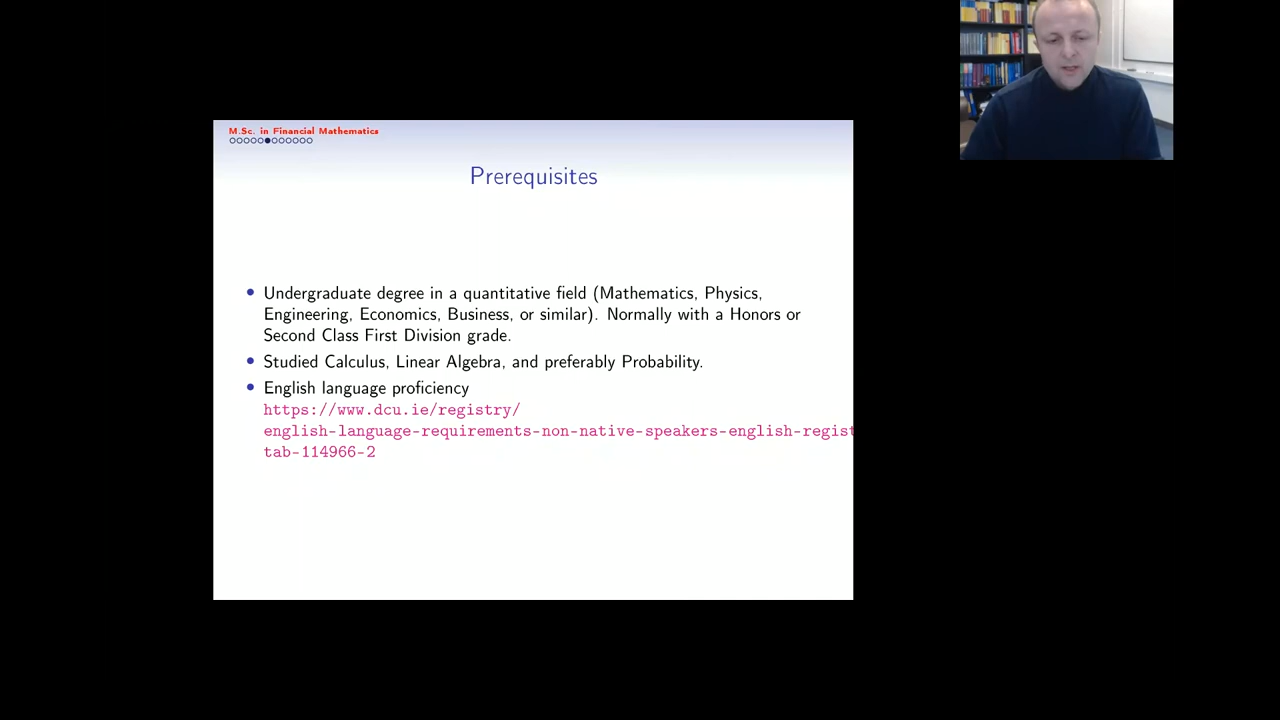 M.Sc. in Financial Mathematics
Prerequisites
• Undergraduate degree in a quantitative field (Mathematics, Physics,
Engineering, Economics, Business, or similar). Normally with a Honors or
Second Class First Division grade.
• Studied Calculus, Linear Algebra, and preferably Probability.
• English language proficiency
https://www.dcu.ie/registry/
english-language-requirements-non-native-speakers-english-regist
tab-114966-2